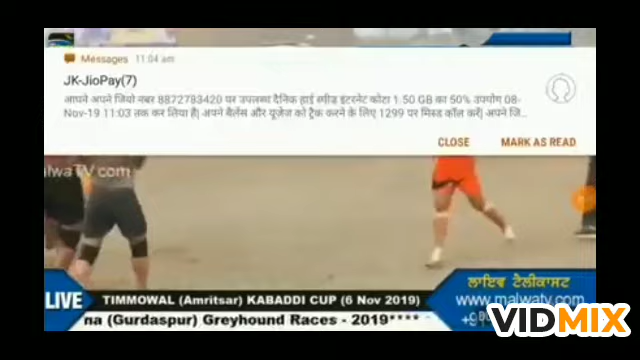 Messages 11:04 am
JK-JioPay(7)
आपने अपने जियो नंबर 8872783420 पर उपलब्ध दैनिक हाई स्पीड इंटरनेट कोटा 1.50 GB का 50% उपयोग 08-
Nov-19 11:03 तक कर लिया है| अपने बैलेंस और यूजेज को ट्रैक करने के लिए 1299 पर मिस्ड कॉल करें| अपने जि...
CLOSE MARK AS READ
alwaTV.com
ਲਾਇਵ ਟੈਲੀਕਾਸਟ
LIVE TIMMOWAL (Amritsar) KABADDI CUP (6 Nov 2019) www.malwatv.com
na (Gurdaspur) Greyhound Races - 2019****
VIDMIX